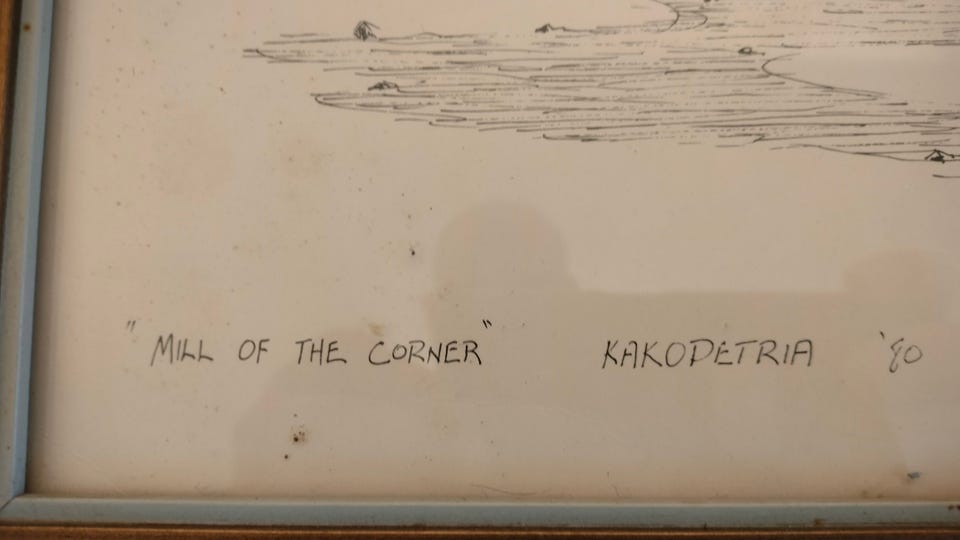 "MILL OF THE CORNER" KAKOPETRIA '80